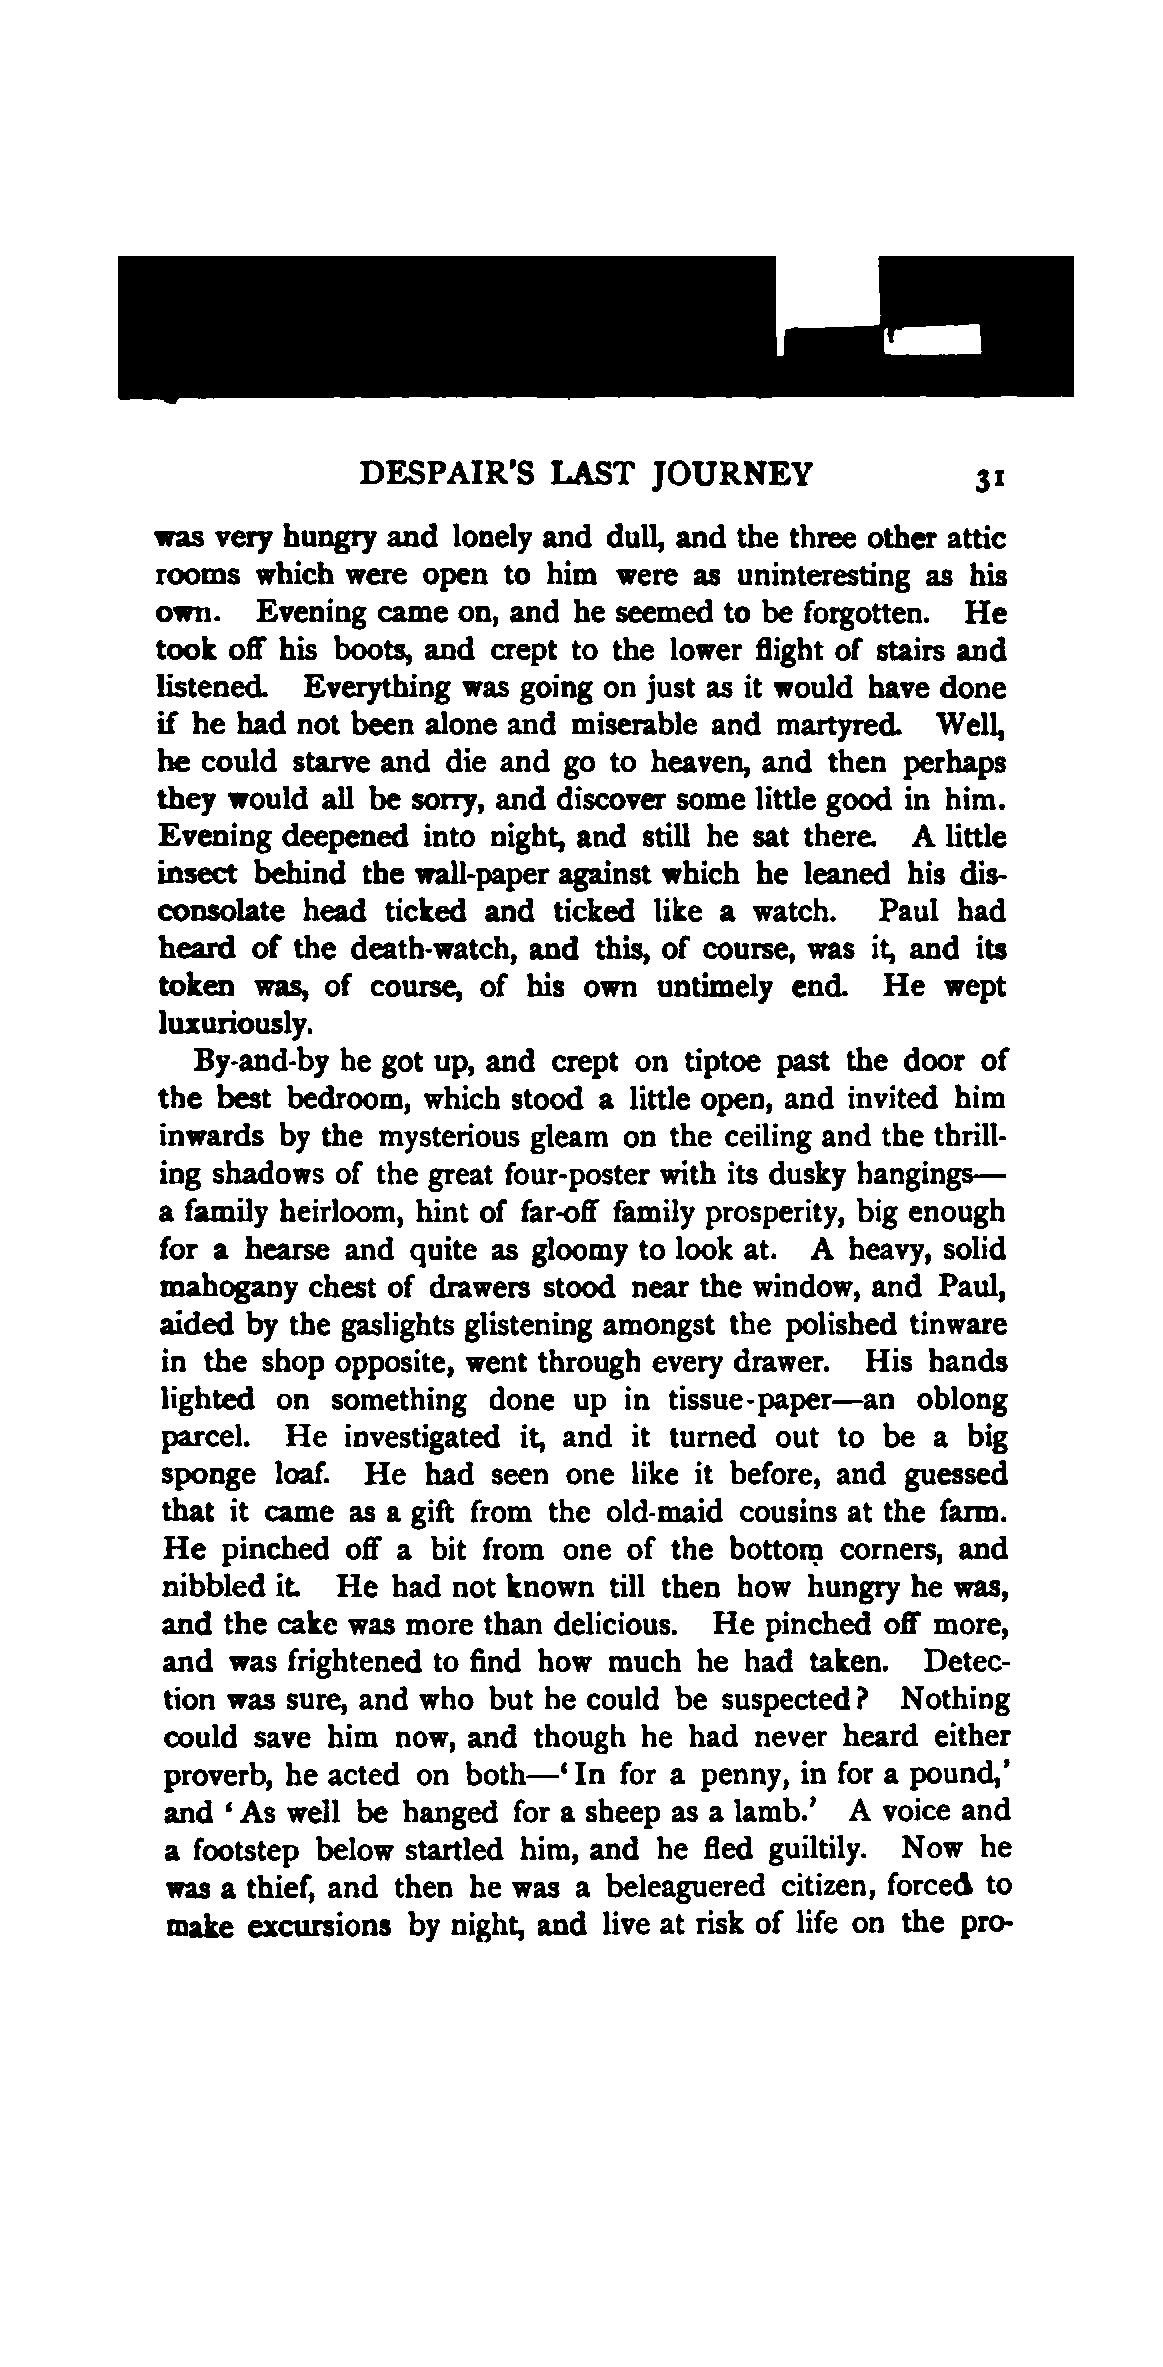 DESPAIR'S LAST JOURNEY 31
was very hungry and lonely and dull, and the three other attic
rooms which were open to him were as uninteresting as his
own. Evening came on, and he seemed to be forgotten. He
took off his boots, and crept to the lower flight of stairs and
listened. Everything was going on just as it would have done
if he had not been alone and miserable and martyred. Well,
he could starve and die and go to heaven, and then perhaps
they would all be sorry, and discover some little good in him.
Evening deepened into night, and still he sat there. A little
insect behind the wall-paper against which he leaned his dis-
consolate head ticked and ticked like a watch. Paul had
heard of the death-watch, and this, of course, was it, and its
token was, of course, of his own untimely end. He wept
luxuriously.
By-and-by he got up, and crept on tiptoe past the door of
the best bedroom, which stood a little open, and invited him
inwards by the mysterious gleam on the ceiling and the thrill-
ing shadows of the great four-poster with its dusky hangings—
a family heirloom, hint of far-off family prosperity, big enough
for a hearse and quite as gloomy to look at. A heavy, solid
mahogany chest of drawers stood near the window, and Paul,
aided by the gaslights glistening amongst the polished tinware
in the shop opposite, went through every drawer. His hands
lighted on something done up in tissue-paper—an oblong
parcel. He investigated it, and it turned out to be a big
sponge loaf. He had seen one like it before, and guessed
that it came as a gift from the old-maid cousins at the farm.
He pinched off a bit from one of the bottom corners, and
nibbled it. He had not known till then how hungry he was,
and the cake was more than delicious. He pinched off more,
and was frightened to find how much he had taken. Detec-
tion was sure, and who but he could be suspected? Nothing
could save him now, and though he had never heard either
proverb, he acted on both—‘In for a penny, in for a pound,’
and ‘As well be hanged for a sheep as a lamb.’ A voice and
a footstep below startled him, and he fled guiltily. Now he
was a thief, and then he was a beleaguered citizen, forced to
make excursions by night, and live at risk of life on the pro-